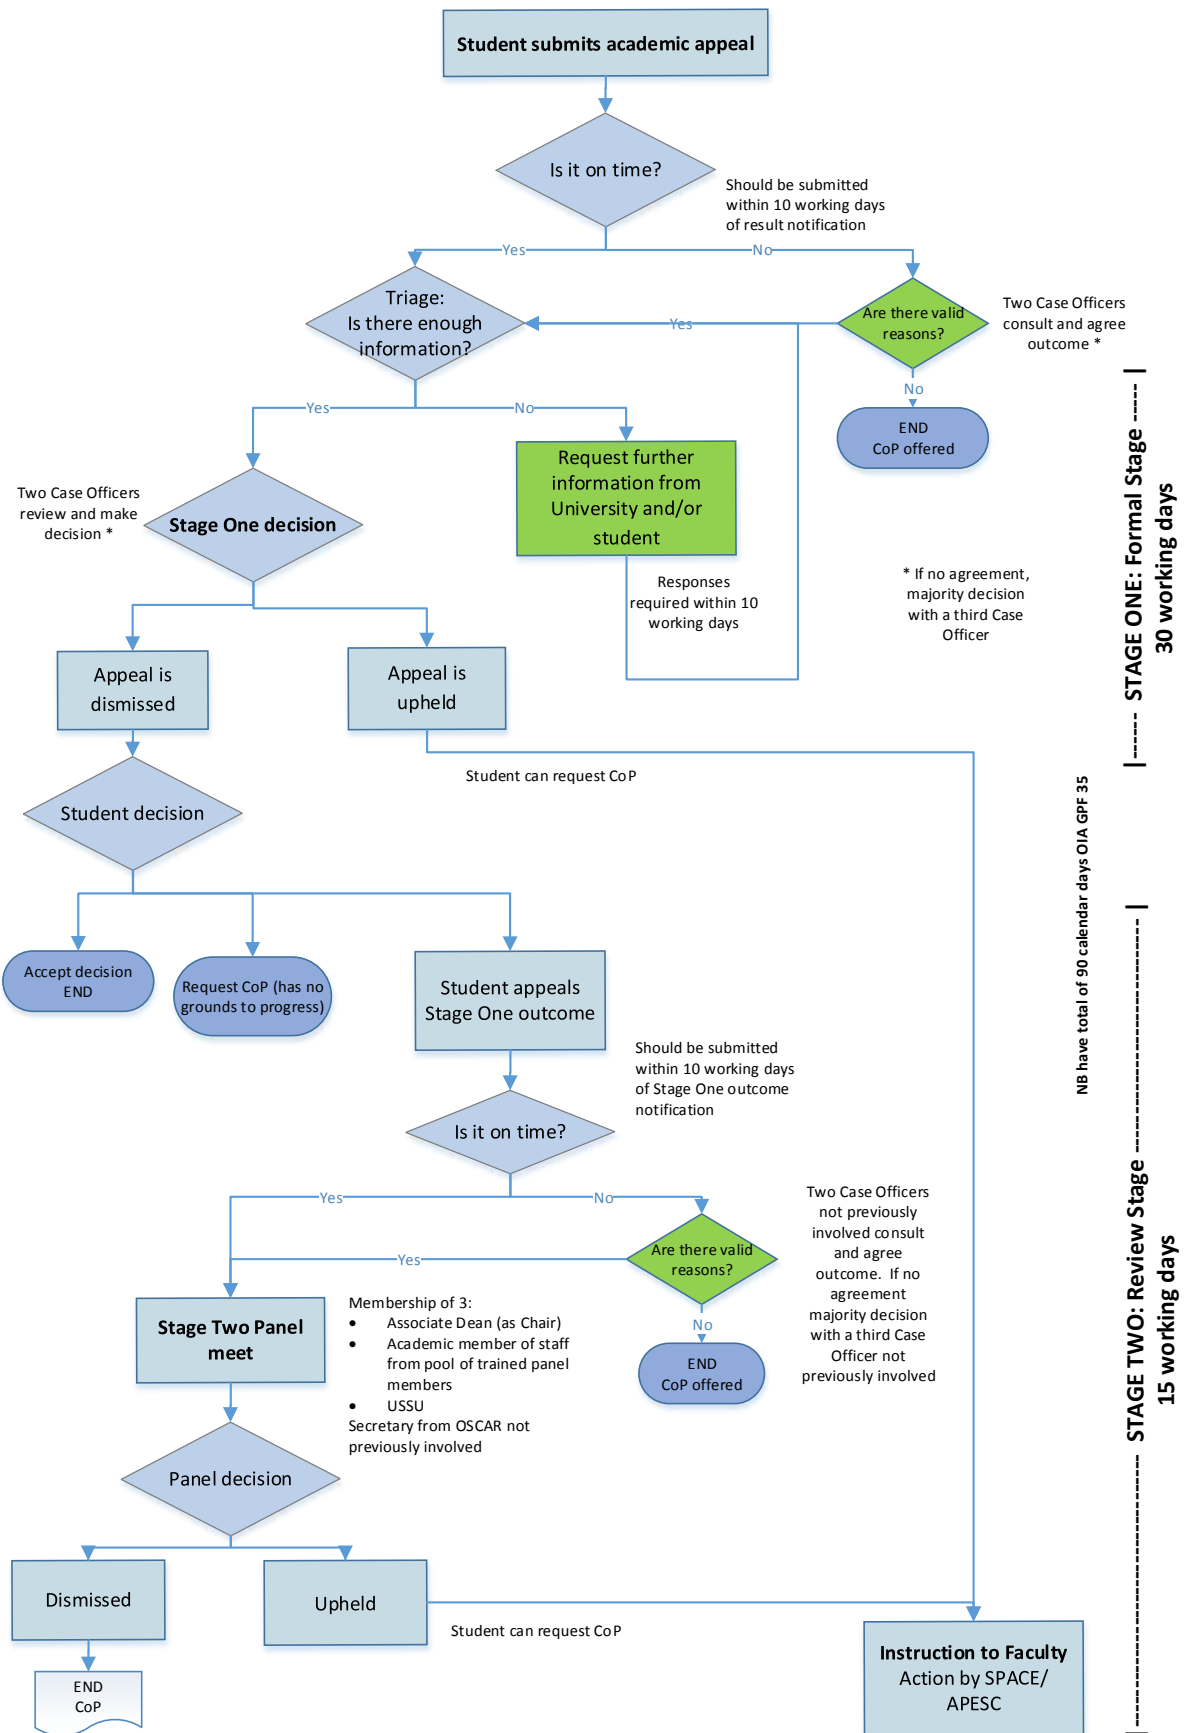 Student submits academic appeal
Is it on time?
Should be submitted
within 10 working days
of result notification
Yes
No
Triage:
Is there enough
information?
Yes
Are there valid
reasons?
Two Case Officers
consult and agree
outcome *
No
END
CoP offered
Yes
No
Request further
information from
University and/or
student
Two Case Officers
review and make
decision *
Stage One decision
Responses
required within 10
working days
* If no agreement,
majority decision
with a third Case
Officer
|------ STAGE ONE: Formal Stage ------|
30 working days
Appeal is
dismissed
Appeal is
upheld
Student can request CoP
Student decision
NB have total of 90 calendar days OIA GPF 35
Accept decision
END
Request CoP (has no
grounds to progress)
Student appeals
Stage One outcome
Should be submitted
within 10 working days
of Stage One outcome
notification
Is it on time?
Yes
No
Yes
Are there valid
reasons?
Two Case Officers
not previously
involved consult
and agree
outcome.  If no
agreement
majority decision
with a third Case
Officer not
previously involved
No
END
CoP offered
|------------------------------ STAGE TWO: Review Stage ------------------------------|
15 working days
Stage Two Panel
meet
Membership of 3:
• Associate Dean (as Chair)
• Academic member of staff
from pool of trained panel
members
• USSU
Secretary from OSCAR not
previously involved
Panel decision
Dismissed
Upheld
Student can request CoP
END
CoP
Instruction to Faculty
Action by SPACE/
APESC